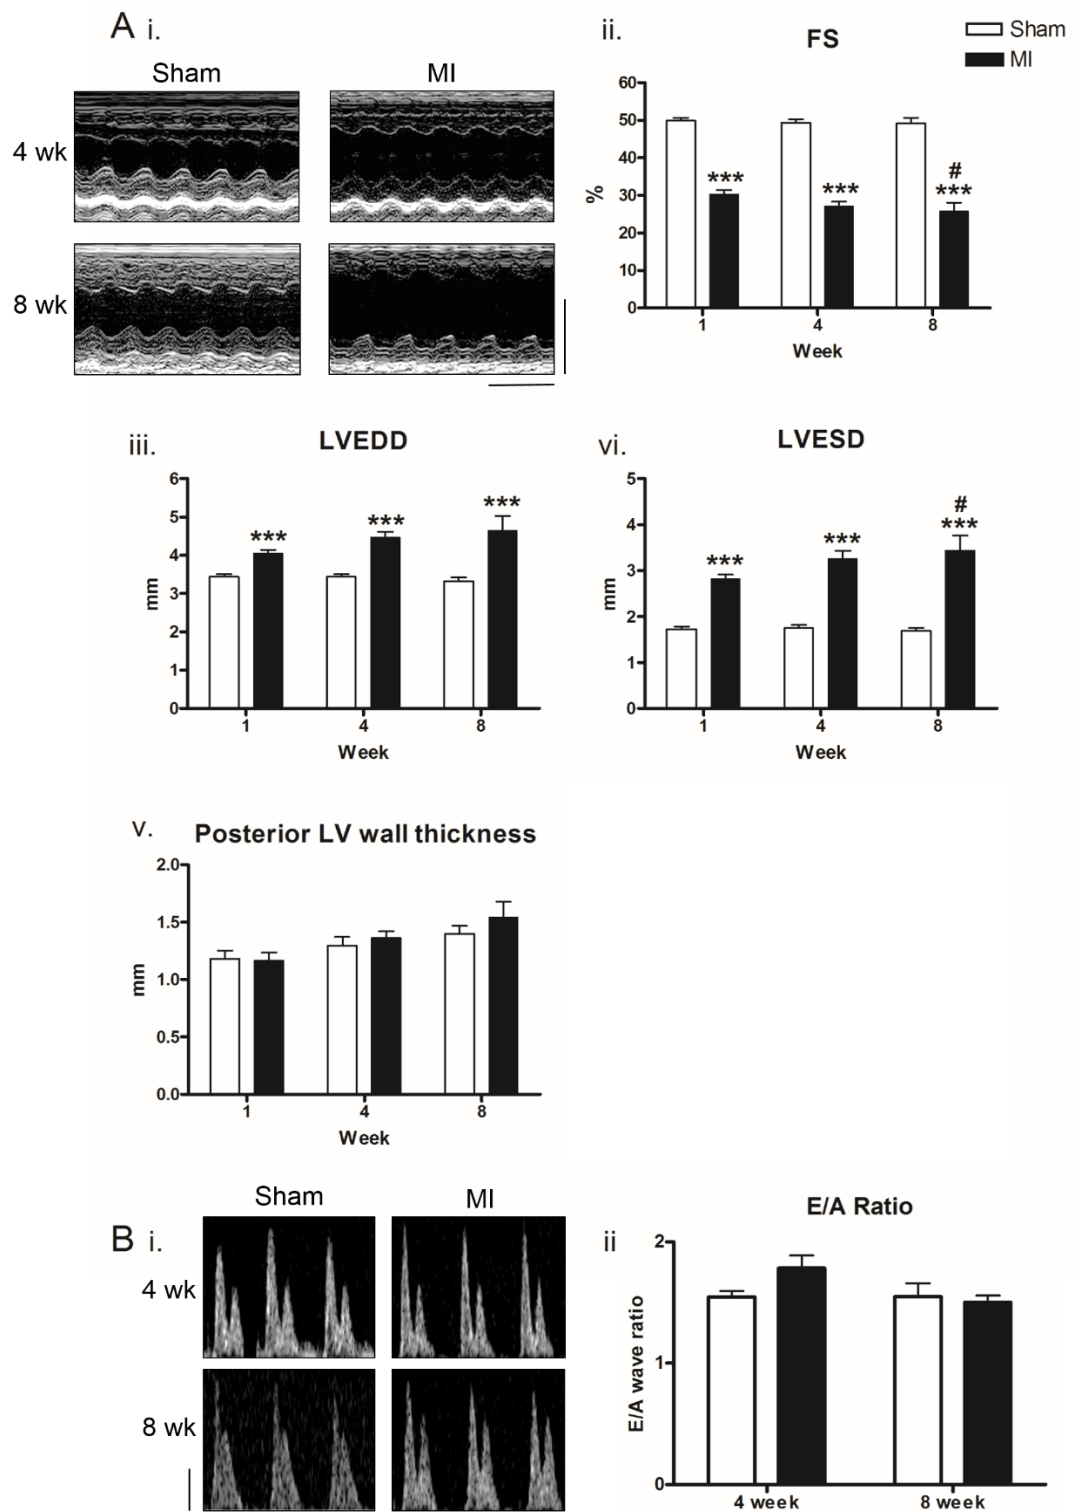 A i.
Sham
MI
4 wk
8 wk
ii.
FS
Sham
MI
60
50
40
30
20
10
0
%
***
***
#
***
1
4
8
Week
iii.
LVEDD
6
5
4
3
2
1
0
mm
***
***
***
1
4
8
Week
vi.
LVESD
5
4
3
2
1
0
mm
***
***
#
***
1
4
8
Week
v.
Posterior LV wall thickness
2.0
1.5
1.0
0.5
0.0
mm
1
4
8
Week
B i.
Sham
MI
4 wk
8 wk
ii
E/A Ratio
2
1
0
E/A wave ratio
4 week
8 week